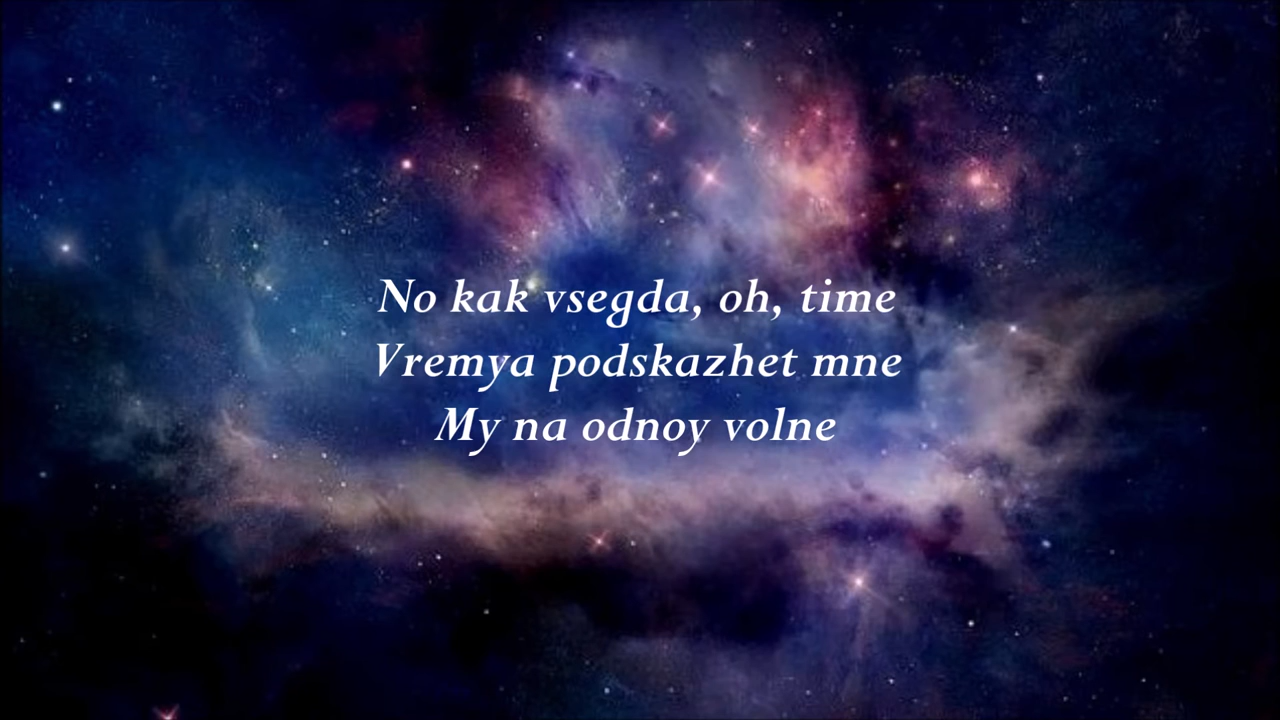 No kak vsegda, oh, time
Vremya podskazhet mne
My na odnoy volne